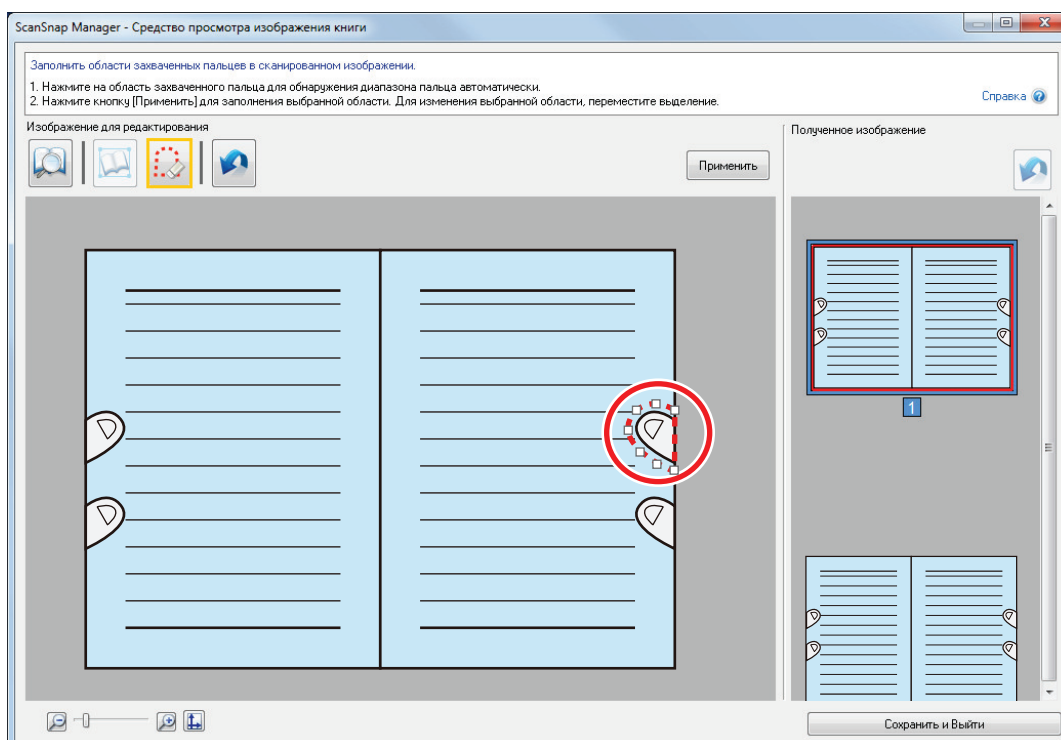 ScanSnap Manager - Средство просмотра изображения книги
Заполнить области захваченных пальцев в сканированном изображении.
1. Нажмите на область захваченного пальца для обнаружения диапазона пальца автоматически.
2. Нажмите кнопку [Применить] для заполнения выбранной области. Для изменения выбранной области, переместите выделение.
Справка
Изображение для редактирования
Применить
Полученное изображение
1
Сохранить и Выйти